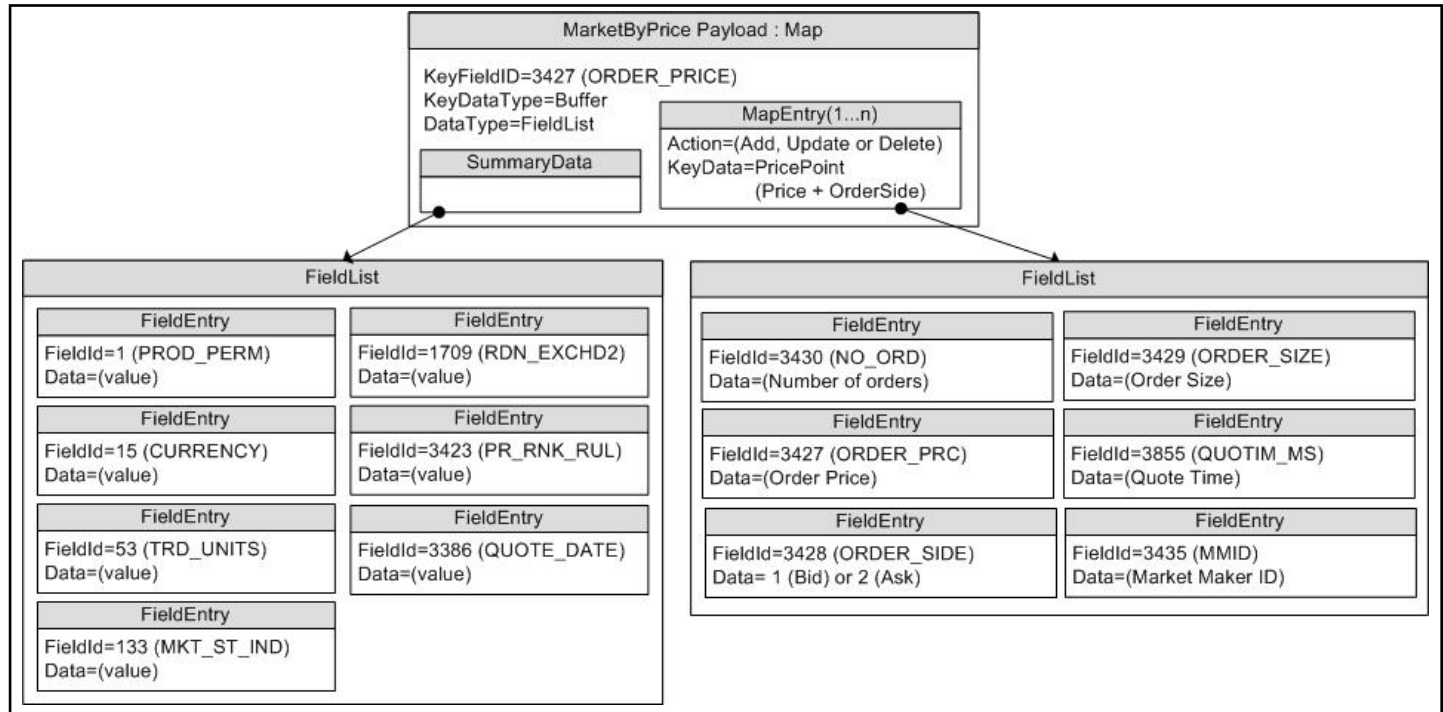 MarketByPrice Payload : Map
KeyFieldID=3427 (ORDER_PRICE)
KeyDataType=Buffer
DataType=FieldList
SummaryData
MapEntry(1...n)
Action=(Add, Update or Delete)
KeyData=PricePoint
(Price + OrderSide)
FieldList
FieldEntry
FieldId=1 (PROD_PERM)
Data=(value)
FieldEntry
FieldId=1709 (RDN_EXCHD2)
Data=(value)
FieldEntry
FieldId=15 (CURRENCY)
Data=(value)
FieldEntry
FieldId=3423 (PR_RNK_RUL)
Data=(value)
FieldEntry
FieldId=53 (TRD_UNITS)
Data=(value)
FieldEntry
FieldId=3386 (QUOTE_DATE)
Data=(value)
FieldEntry
FieldId=133 (MKT_ST_IND)
Data=(value)
FieldList
FieldEntry
FieldId=3430 (NO_ORD)
Data=(Number of orders)
FieldEntry
FieldId=3429 (ORDER_SIZE)
Data=(Order Size)
FieldEntry
FieldId=3427 (ORDER_PRC)
Data=(Order Price)
FieldEntry
FieldId=3855 (QUOTIM_MS)
Data=(Quote Time)
FieldEntry
FieldId=3428 (ORDER_SIDE)
Data= 1 (Bid) or 2 (Ask)
FieldEntry
FieldId=3435 (MMID)
Data=(Market Maker ID)